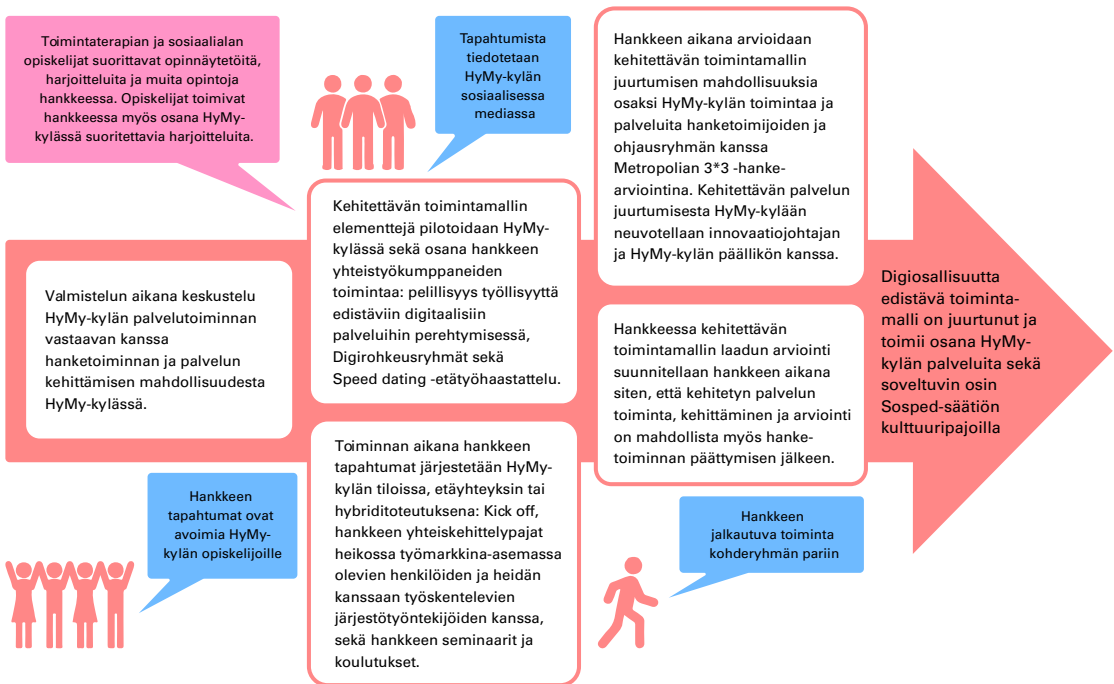 Toimintaterapian ja sosiaalialan
opiskelijat suorittavat opinnäytetöitä,
harjoitteluita ja muita opintoja
hankkeessa. Opiskelijat toimivat
hankkeessa myös osana HyMy-
kylässä suoritettavia harjoitteluita.
Tapahtumista
tiedotetaan
HyMy-kylän
sosiaalisessa
mediassa
Hankkeen aikana arvioidaan
kehitettävän toimintamallin
juurtumisen mahdollisuuksia
osaksi HyMy-kylän toimintaa ja
palveluita hanketoimijoiden ja
ohjausryhmän kanssa
Metropolian 3*3 -hanke-
arviointina. Kehitettävän palvelun
juurtumisesta HyMy-kylään
neuvotellaan innovaatiojohtajan
ja HyMy-kylän päällikön kanssa.
Valmistelun aikana keskustelu
HyMy-kylän palvelutoiminnan
vastaavan kanssa
hanketoiminnan ja palvelun
kehittämisen mahdollisuudesta
HyMy-kylässä.
Kehitettävän toimintamallin
elementtejä pilotoidaan HyMy-
kylässä sekä osana hankkeen
yhteistyökumppaneiden
toimintaa: pelillisyys työllisyyttä
edistäviin digitaalisiin
palveluihin perehtymisessä,
Digirohkeusryhmät sekä
Speed dating -etätyöhaastattelu.
Hankkeessa kehitettävän
toimintamallin laadun arviointi
suunnitellaan hankkeen aikana
siten, että kehitetyn palvelun
toiminta, kehittäminen ja arviointi
on mahdollista myös hanke-
toiminnan päättymisen jälkeen.
Digiosallisuutta
edistävä toiminta-
malli on juurtunut ja
toimii osana HyMy-
kylän palveluita sekä
soveltuvin osin
Sosped-säätiön
kulttuuripajoilla
Toiminnan aikana hankkeen
tapahtumat järjestetään HyMy-
kylän tiloissa, etäyhteyksin tai
hybriditoteutuksena: Kick off,
hankkeen yhteiskehittelypajat
heikossa työmarkkina-asemassa
olevien henkilöiden ja heidän
kanssaan työskentelevien
järjestötyöntekijöiden kanssa,
sekä hankkeen seminaarit ja
koulutukset.
Hankkeen
tapahtumat ovat
avoimia HyMy-
kylän opiskelijoille
Hankkeen
jalkautuva toiminta
kohderyhmän pariin